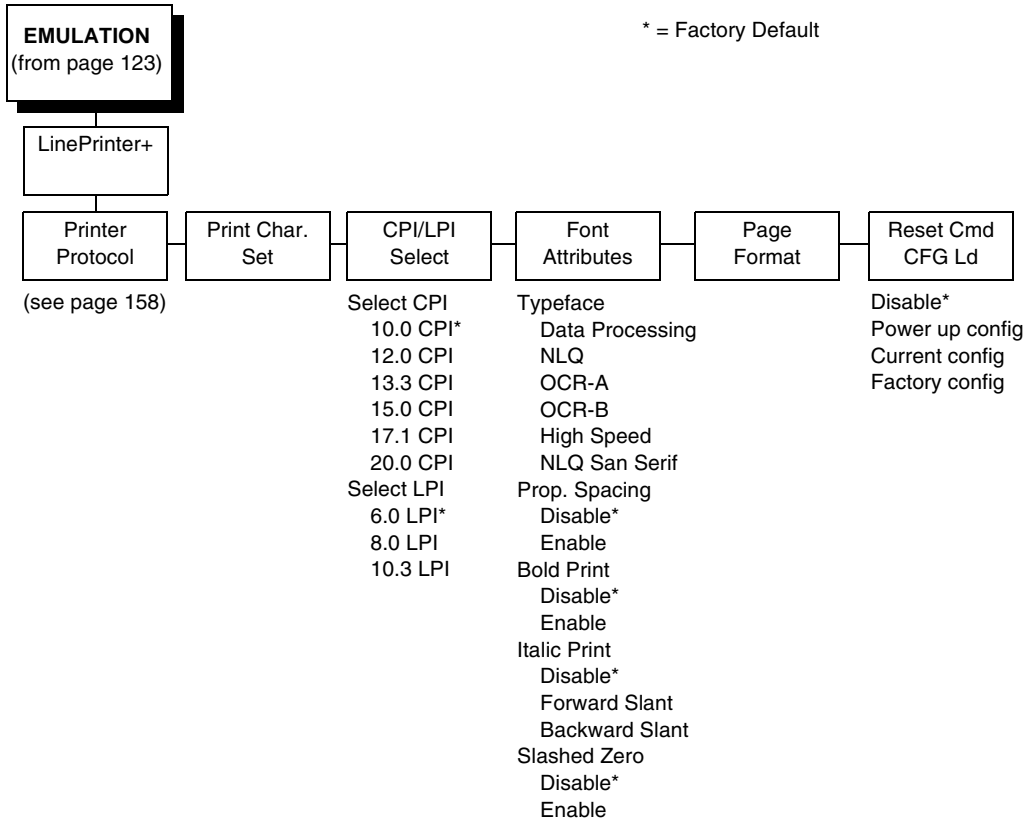 EMULATION
(from page 123)
* = Factory Default
LinePrinter+
Printer
Protocol
Print Char.
Set
CPI/LPI
Select
Font
Attributes
Page
Format
Reset Cmd
CFG Ld
(see page 158)
Select CPI
10.0 CPI*
12.0 CPI
13.3 CPI
15.0 CPI
17.1 CPI
20.0 CPI
Select LPI
6.0 LPI*
8.0 LPI
10.3 LPI
Typeface
Data Processing
NLQ
OCR-A
OCR-B
High Speed
NLQ San Serif
Prop. Spacing
Disable*
Enable
Bold Print
Disable*
Enable
Italic Print
Disable*
Forward Slant
Backward Slant
Slashed Zero
Disable*
Enable
Disable*
Power up config
Current config
Factory config